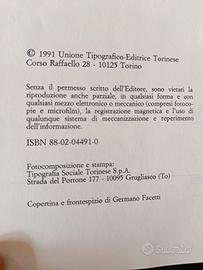 © 1991 Unione Tipografico-Editrice Torinese
Corso Raffaello 28 - 10125 Torino
Senza il permesso scritto dell'Editore, sono vietati la
riproduzione anche parziale, in qualsiasi forma e con
qualsiasi mezzo elettronico o meccanico (compresi fotoco-
pie e microfilm), la registrazione magnetica e l'uso di
qualunque sistema di meccanizzazione e reperimento
dell'informazione.
ISBN 88-02-04491-0
Fotocomposizione e stampa:
Tipografia Sociale Torinese S.p.A.
Strada del Portone 177 - 10095 Grugliasco (To)
Copertina e frontespizio di Germano Facetti
subito